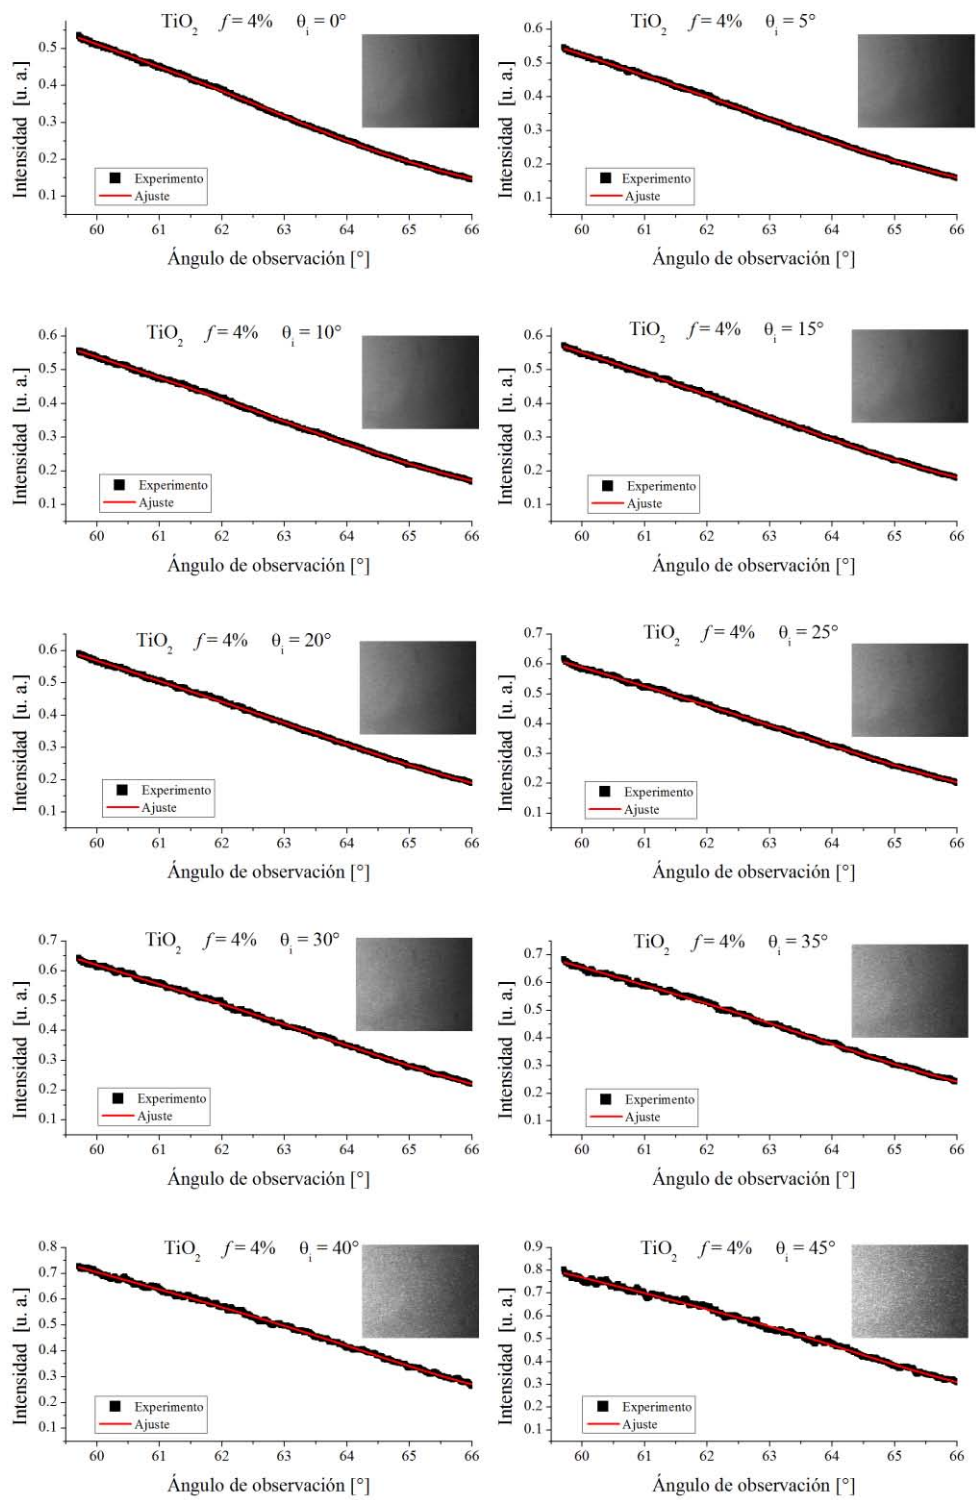 TiO2 f = 4% θi = 0°
Intensidad [u. a.]
0.5
0.4
0.3
0.2
0.1
Experimento
Ajuste
60 61 62 63 64 65 66
Ángulo de observación [°]
TiO2 f = 4% θi = 5°
Intensidad [u. a.]
0.6
0.5
0.4
0.3
0.2
0.1
Experimento
Ajuste
60 61 62 63 64 65 66
Ángulo de observación [°]
TiO2 f = 4% θi = 10°
Intensidad [u. a.]
0.6
0.5
0.4
0.3
0.2
0.1
Experimento
Ajuste
60 61 62 63 64 65 66
Ángulo de observación [°]
TiO2 f = 4% θi = 15°
Intensidad [u. a.]
0.6
0.5
0.4
0.3
0.2
0.1
Experimento
Ajuste
60 61 62 63 64 65 66
Ángulo de observación [°]
TiO2 f = 4% θi = 20°
Intensidad [u. a.]
0.6
0.5
0.4
0.3
0.2
0.1
Experimento
Ajuste
60 61 62 63 64 65 66
Ángulo de observación [°]
TiO2 f = 4% θi = 25°
Intensidad [u. a.]
0.7
0.6
0.5
0.4
0.3
0.2
0.1
Experimento
Ajuste
60 61 62 63 64 65 66
Ángulo de observación [°]
TiO2 f = 4% θi = 30°
Intensidad [u. a.]
0.7
0.6
0.5
0.4
0.3
0.2
0.1
Experimento
Ajuste
60 61 62 63 64 65 66
Ángulo de observación [°]
TiO2 f = 4% θi = 35°
Intensidad [u. a.]
0.7
0.6
0.5
0.4
0.3
0.2
0.1
Experimento
Ajuste
60 61 62 63 64 65 66
Ángulo de observación [°]
TiO2 f = 4% θi = 40°
Intensidad [u. a.]
0.8
0.7
0.6
0.5
0.4
0.3
0.2
0.1
Experimento
Ajuste
60 61 62 63 64 65 66
Ángulo de observación [°]
TiO2 f = 4% θi = 45°
Intensidad [u. a.]
0.9
0.8
0.7
0.6
0.5
0.4
0.3
0.2
0.1
Experimento
Ajuste
60 61 62 63 64 65 66
Ángulo de observación [°]